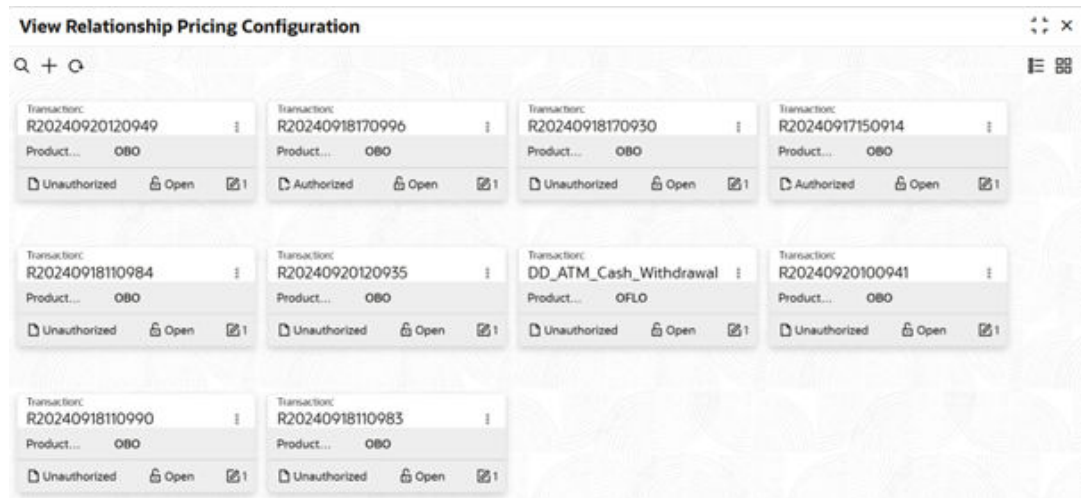 View Relationship Pricing Configuration
Transaction: Transaction: Transaction: Transaction:
R20240920120949 R20240918170996 R20240918170930 R20240917150914
Product... OBO Product... OBO Product... OBO Product... OBO
Unauthorized Open 1 Authorized Open 1 Unauthorized Open 1 Authorized Open 1
Transaction: Transaction: Transaction: Transaction:
R20240918110984 R20240920120935 DD_ATM_Cash_Withdrawal R20240920100941
Product... OBO Product... OBO Product... OFLO Product... OBO
Unauthorized Open 1 Unauthorized Open 1 Unauthorized Open 1 Unauthorized Open 1
Transaction: Transaction:
R20240918110990 R20240918110983
Product... OBO Product... OBO
Unauthorized Open 1 Unauthorized Open 1